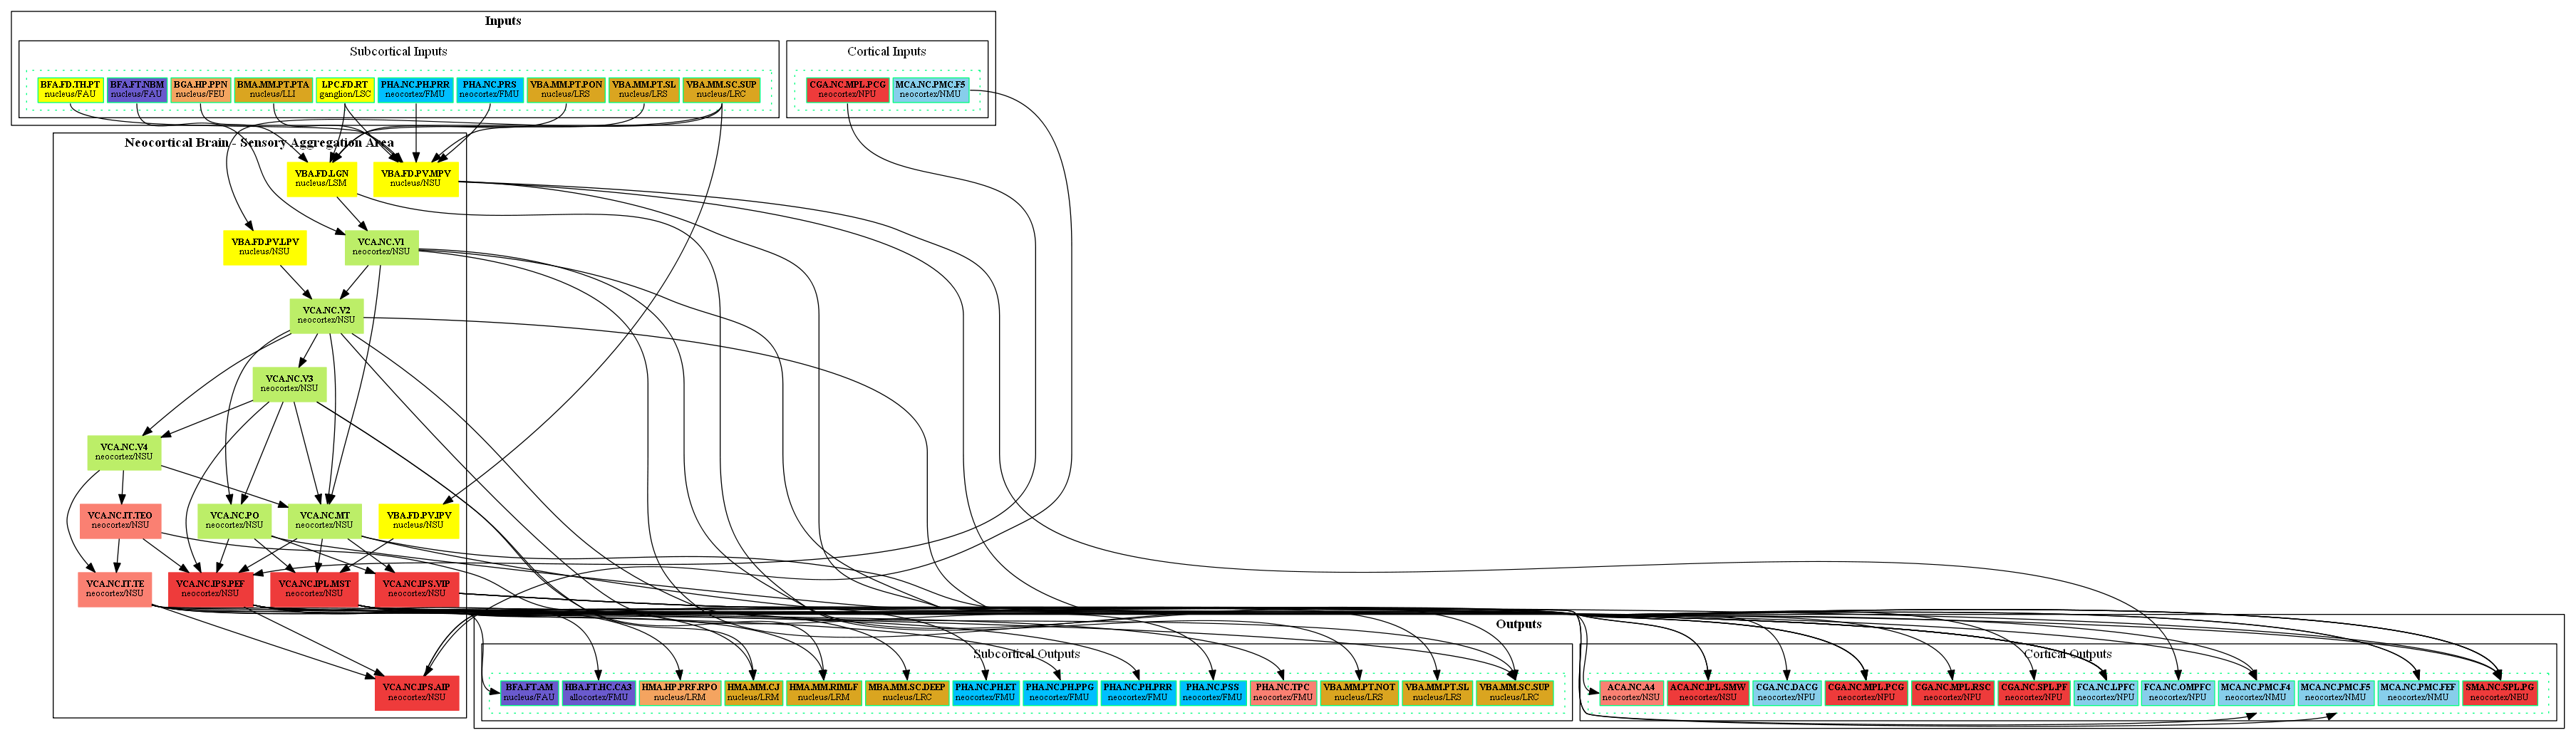 Inputs
Subcortical Inputs
Cortical Inputs
BFA.FD.TH.PT
nucleus/FAU
BFA.FT.NBM
nucleus/FAU
BGA.HP.PPN
nucleus/FEU
BMA.MM.PT.PTA
nucleus/LLI
LPC.FD.RT
ganglion/LSC
PHA.NC.PH.PRR
neocortex/FMU
PHA.NC.PRS
neocortex/FMU
VBA.MM.PT.PON
nucleus/LRS
VBA.MM.PT.SL
nucleus/LRS
VBA.MM.SC.SUP
nucleus/LRC
CGA.NC.MPL.PCG
neocortex/NPU
MCA.NC.PMC.F5
neocortex/NMU
Neocortical Brain - Sensory Aggregation Area
VBA.FD.LGN
nucleus/LSM
VBA.FD.PV.MPV
nucleus/NSU
VBA.FD.PV.LPV
nucleus/NSU
VCA.NC.V1
neocortex/NSU
VCA.NC.V2
neocortex/NSU
VCA.NC.V3
neocortex/NSU
VCA.NC.V4
neocortex/NSU
VCA.NC.IT.TEO
neocortex/NSU
VCA.NC.PO
neocortex/NSU
VCA.NC.MT
neocortex/NSU
VBA.FD.PV.IPV
nucleus/NSU
VCA.NC.IT.TE
neocortex/NSU
VCA.NC.IPS.PEF
neocortex/NSU
VCA.NC.IPL.MST
neocortex/NSU
VCA.NC.IPS.VIP
neocortex/NSU
VCA.NC.IPS.AIP
neocortex/NSU
Outputs
Subcortical Outputs
Cortical Outputs
BFA.FT.AM
nucleus/FAU
HBA.FT.HC.CA3
allocortex/FMU
HMA.HP.PRF.RPO
nucleus/LRM
HMA.MM.CJ
nucleus/LRM
HMA.MM.RIMLF
nucleus/LRM
MBA.MM.SC.DEEP
nucleus/LRC
PHA.NC.PH.ET
neocortex/FMU
PHA.NC.PH.PPG
neocortex/FMU
PHA.NC.PH.PRR
neocortex/FMU
PHA.NC.PSS
neocortex/FMU
PHA.NC.TPC
neocortex/FMU
VBA.MM.PT.NOT
nucleus/LRS
VBA.MM.PT.SL
nucleus/LRS
VBA.MM.SC.SUP
nucleus/LRC
ACA.NC.A4
neocortex/NSU
ACA.NC.IPL.SMW
neocortex/NSU
CGA.NC.DACG
neocortex/NPU
CGA.NC.MPL.PCG
neocortex/NPU
CGA.NC.MPL.RSC
neocortex/NPU
CGA.NC.SPL.PF
neocortex/NPU
FCA.NC.LPFC
neocortex/NPU
FCA.NC.OMPFC
neocortex/NPU
MCA.NC.PMC.F4
neocortex/NMU
MCA.NC.PMC.F5
neocortex/NMU
MCA.NC.PMC.FEF
neocortex/NMU
SMA.NC.SPL.PG
neocortex/NBU